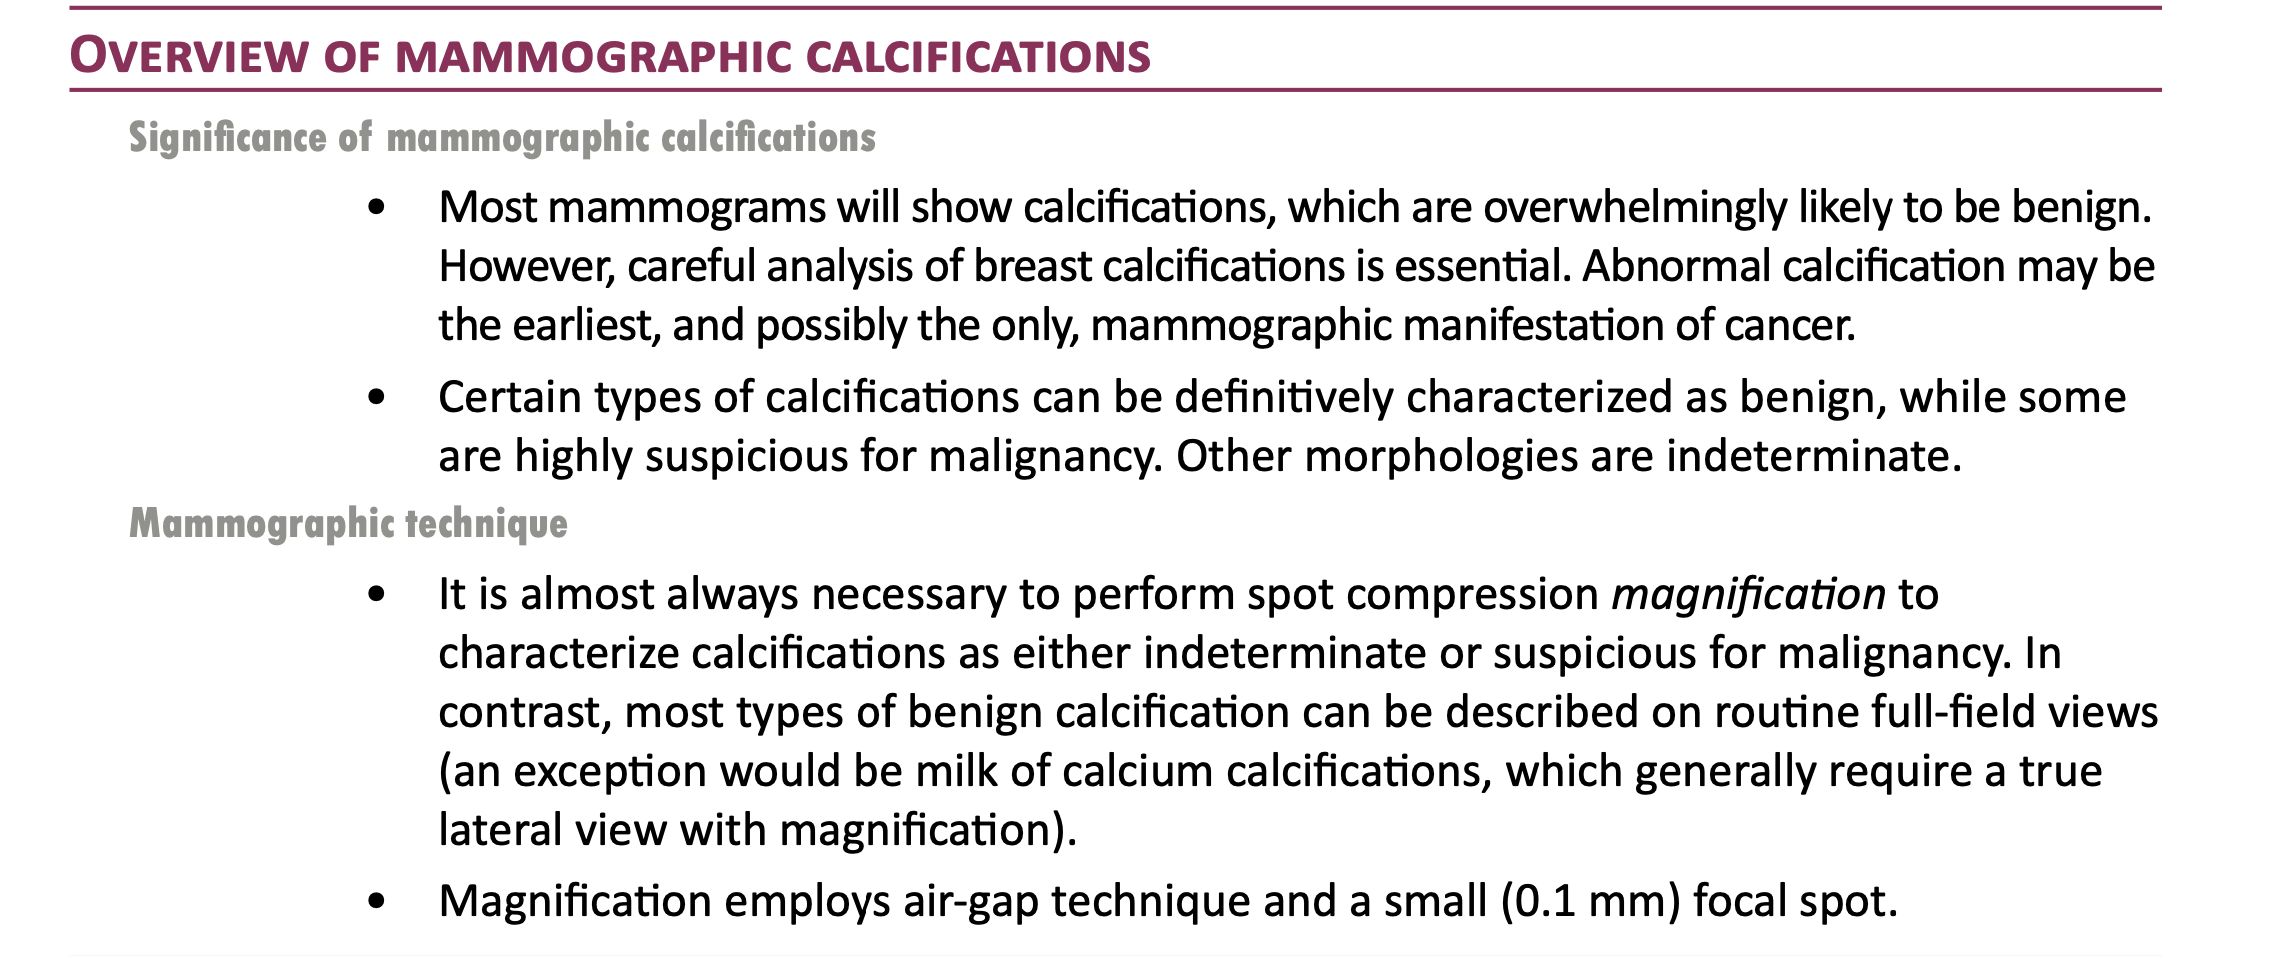 OVERVIEW OF MAMMOGRAPHIC CALCIFICATIONS
Significance of mammographic calcifications
• Most mammograms will show calcifications, which are overwhelmingly likely to be benign.
However, careful analysis of breast calcifications is essential. Abnormal calcification may be
the earliest, and possibly the only, mammographic manifestation of cancer.
• Certain types of calcifications can be definitively characterized as benign, while some
are highly suspicious for malignancy. Other morphologies are indeterminate.
Mammographic technique
• It is almost always necessary to perform spot compression magnification to
characterize calcifications as either indeterminate or suspicious for malignancy. In
contrast, most types of benign calcification can be described on routine full-field views
(an exception would be milk of calcium calcifications, which generally require a true
lateral view with magnification).
• Magnification employs air-gap technique and a small (0.1 mm) focal spot.